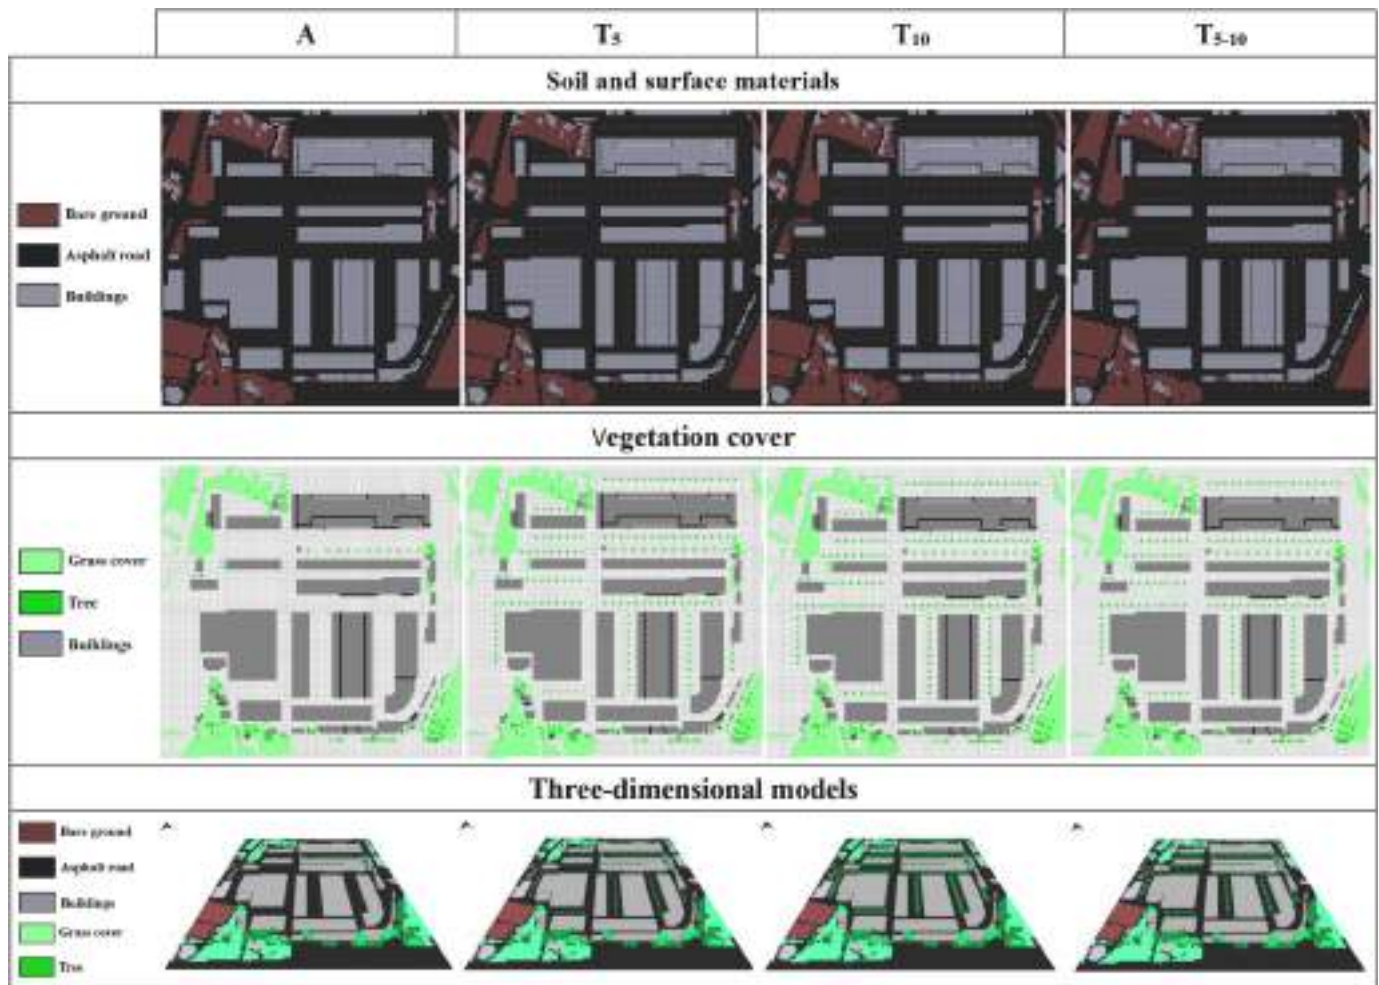 A T₅ T₁₀ T₅₋₁₀
Soil and surface materials
Bare ground
Asphalt road
Buildings
Vegetation cover
Grass cover
Tree
Buildings
Three-dimensional models
Bare ground
Asphalt road
Buildings
Grass cover
Tree